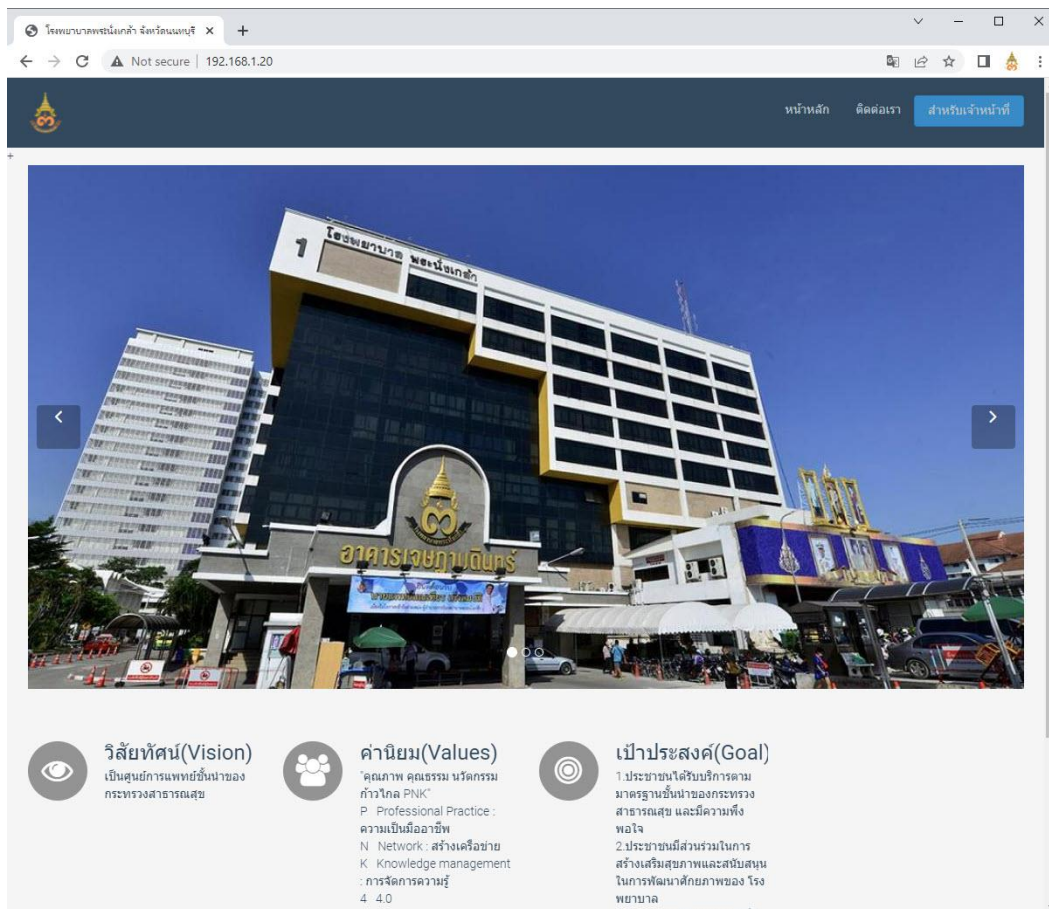 โรงพยาบาลพระนั่งเกล้า จังหวัดนนทบุรี
Not secure
192.168.1.20
หน้าหลัก
ติดต่อเรา
สำหรับเจ้าหน้าที่
+
1
โรงพยาบาล พระนั่งเกล้า
อาคารเจษฎาบดินทร์
วิสัยทัศน์(Vision)
เป็นศูนย์การแพทย์ชั้นนำของ
กระทรวงสาธารณสุข
ค่านิยม(Values)
"คุณภาพ คุณธรรม นวัตกรรม
ก้าวไกล PNK"
P Professional Practice :
ความเป็นมืออาชีพ
N Network : สร้างเครือข่าย
K Knowledge management
: การจัดการความรู้
4 4.0
เป้าประสงค์(Goal)
1.ประชาชนได้รับบริการตาม
มาตรฐานชั้นนำของกระทรวง
สาธารณสุข และมีความพึง
พอใจ
2.ประชาชนมีส่วนร่วมในการ
สร้างเสริมสุขภาพและสนับสนุน
ในการพัฒนาศักยภาพของ โรง
พยาบาล